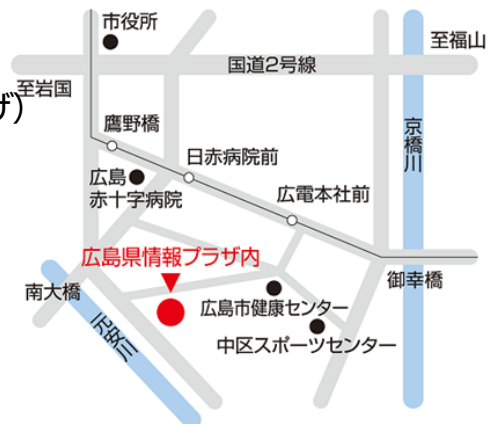 市役所
至福山
国道2号線
至岩国
ザ)
鷹野橋
京橋川
日赤病院前
広島
赤十字病院
広電本社前
広島県情報プラザ内
御幸橋
南大橋
広島市健康センター
元安川
中区スポーツセンター